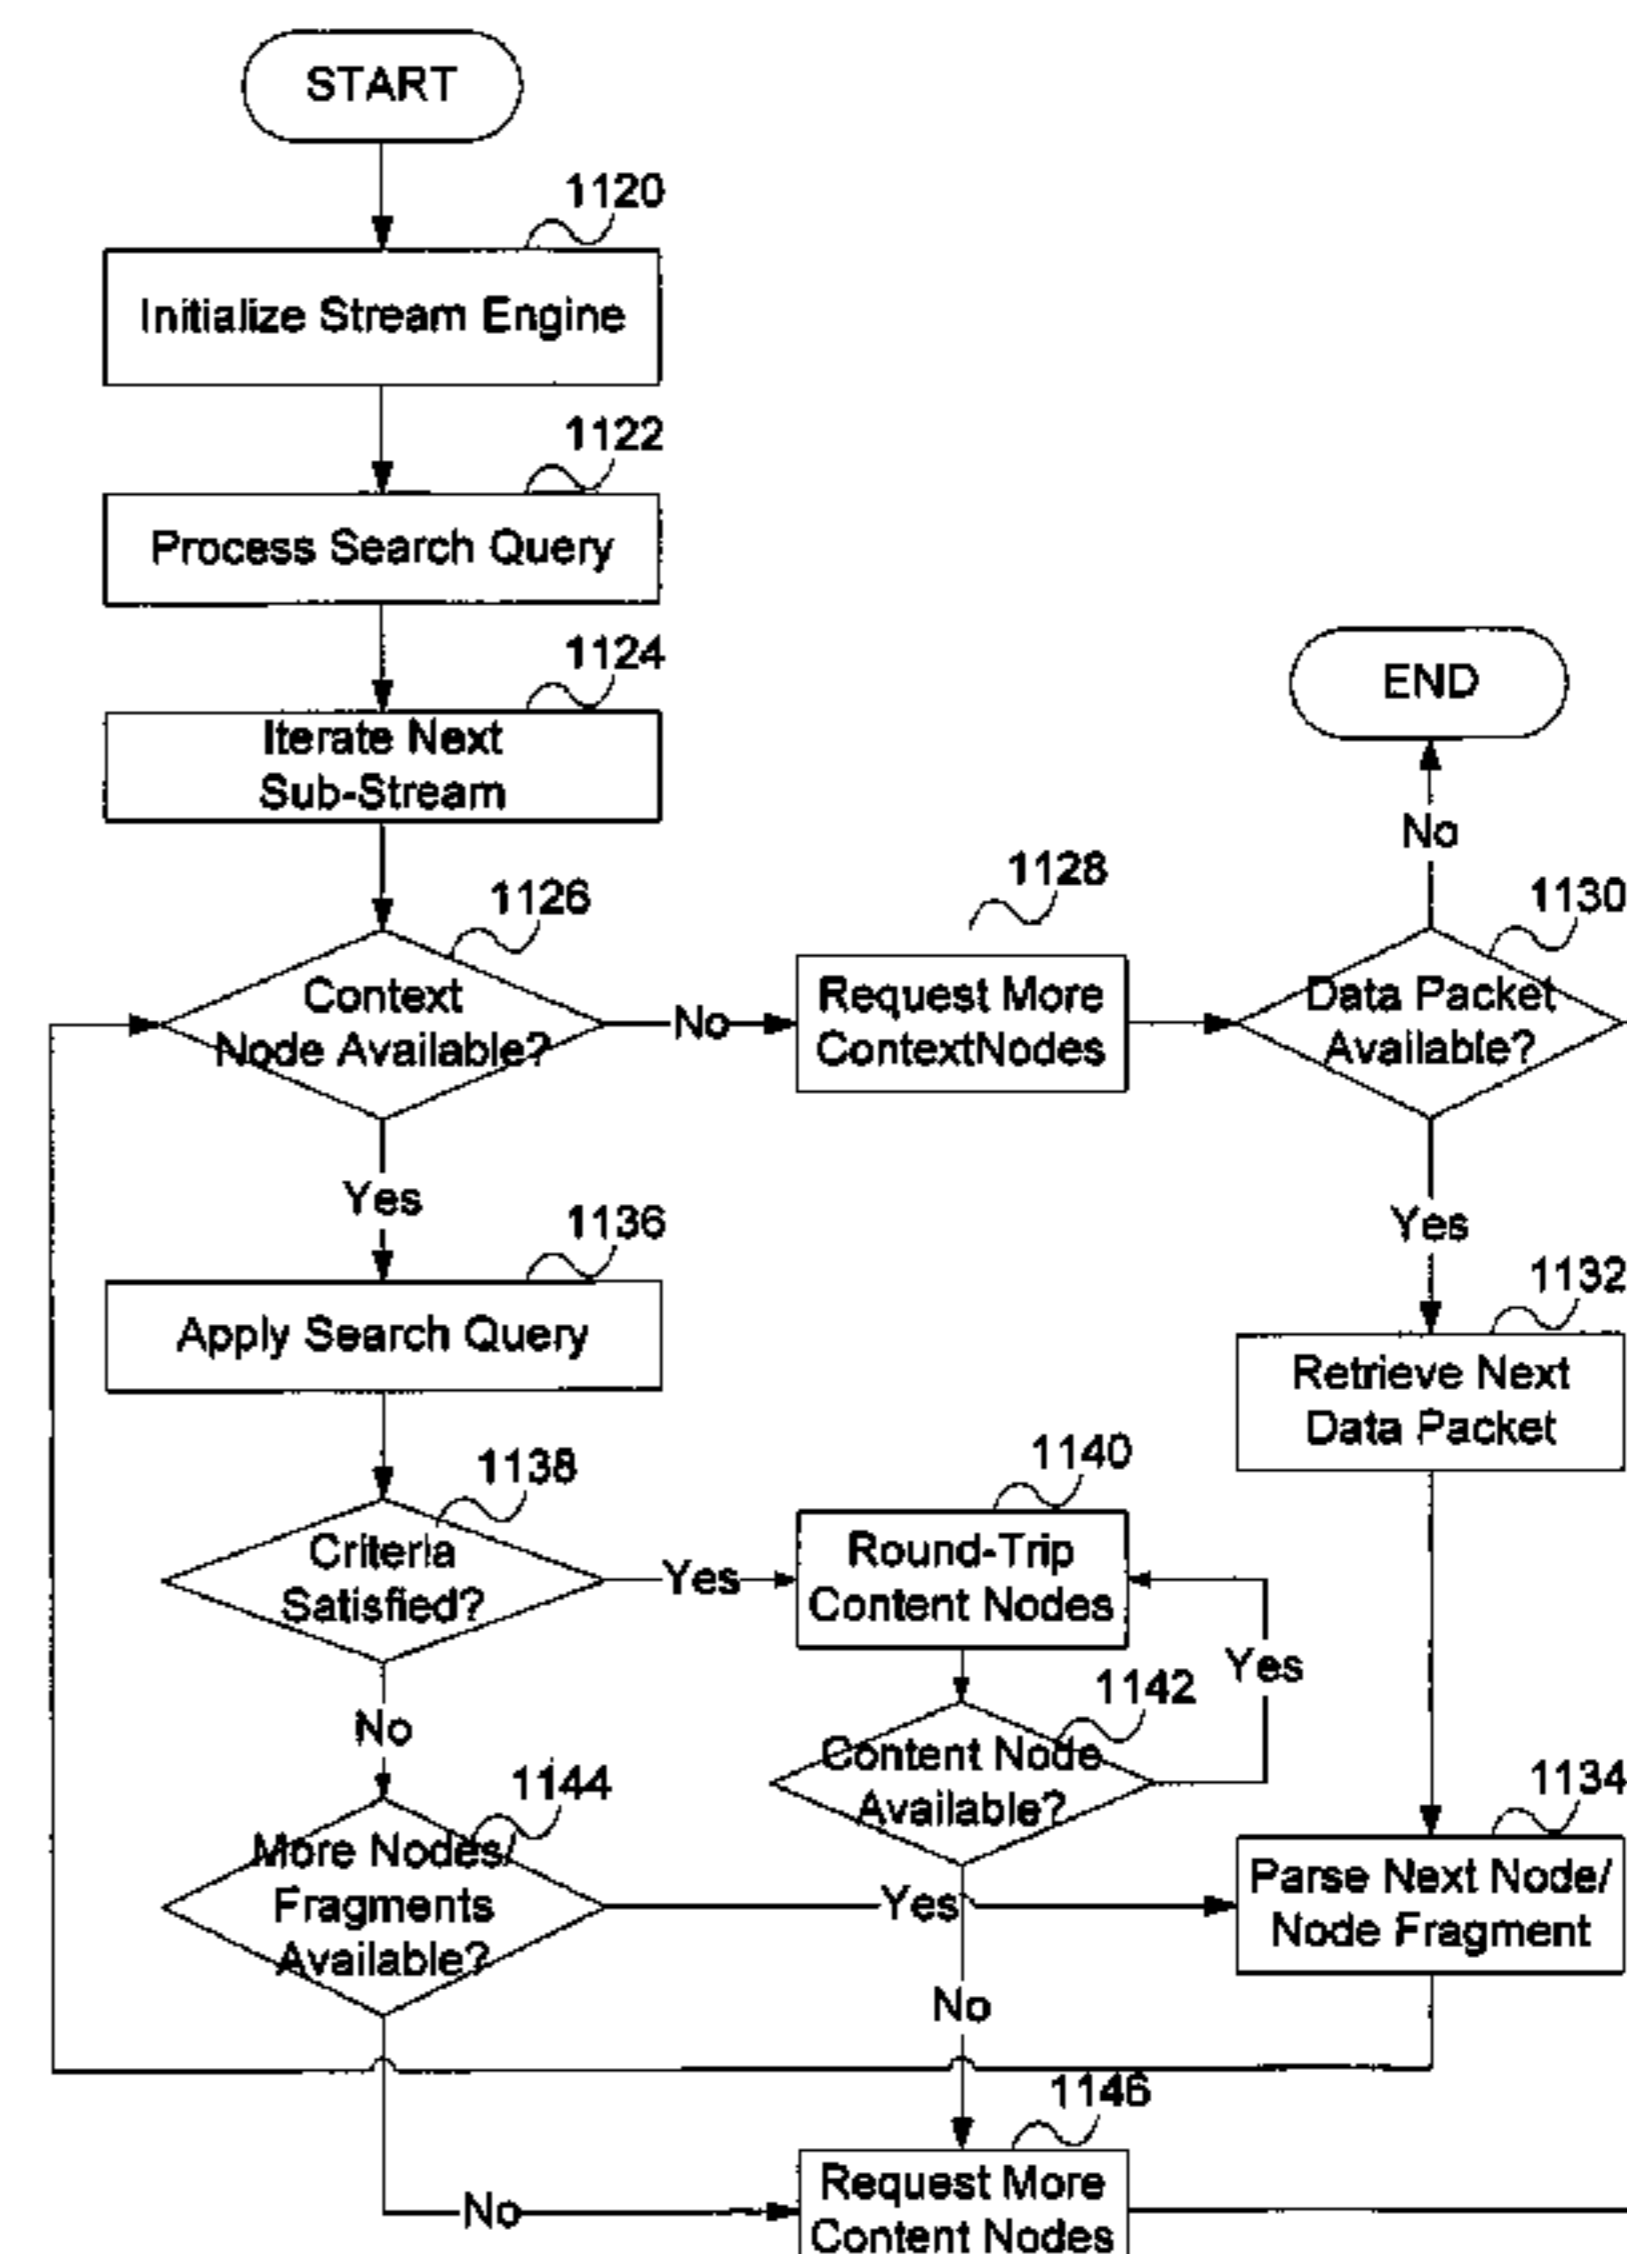 START
1120
Initialize Stream Engine
1122
Process Search Query
1124
Iterate Next
Sub-Stream
END
No
1126
Context
Node Available?
No
1128
Request More
ContextNodes
1130
Data Packet
Available?
Yes
Yes
1136
Apply Search Query
1132
Retrieve Next
Data Packet
1138
Criteria
Satisfied?
Yes
1140
Round-Trip
Content Nodes
Yes
No
1142
Content Node
Available?
1144
More Nodes/
Fragments
Available?
Yes
1134
Parse Next Node/
Node Fragment
No
1146
No
Request More
Content Nodes